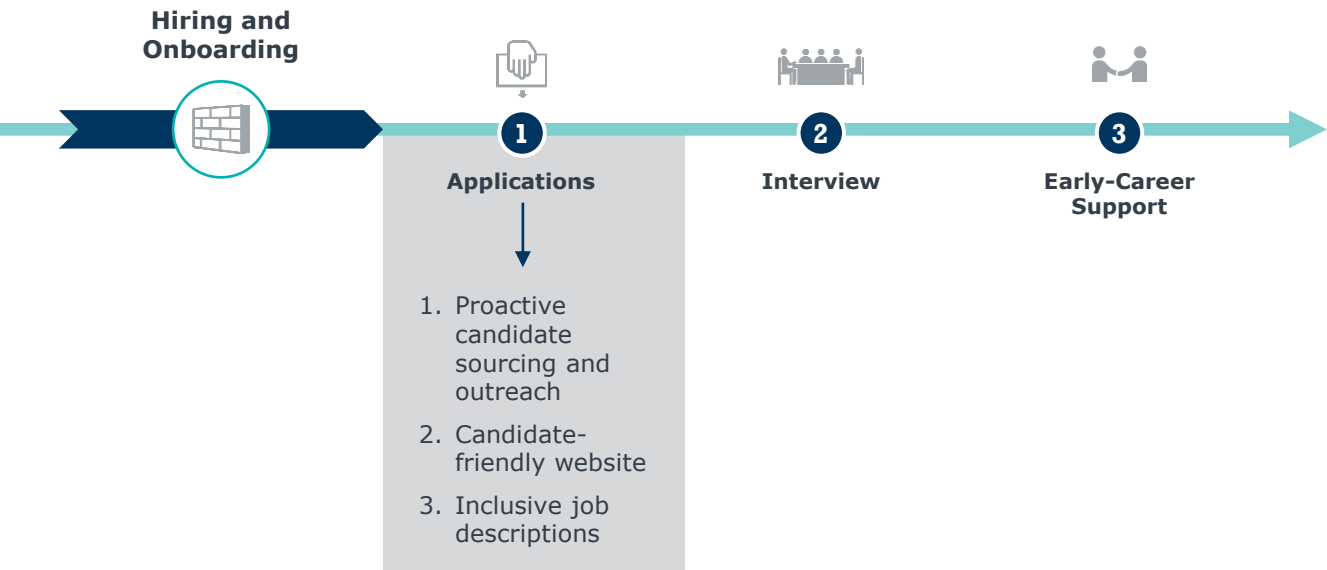 Hiring and
Onboarding
1
2
3
Applications
Interview
Early-Career
Support
1. Proactive
candidate
sourcing and
outreach
2. Candidate-
friendly website
3. Inclusive job
descriptions